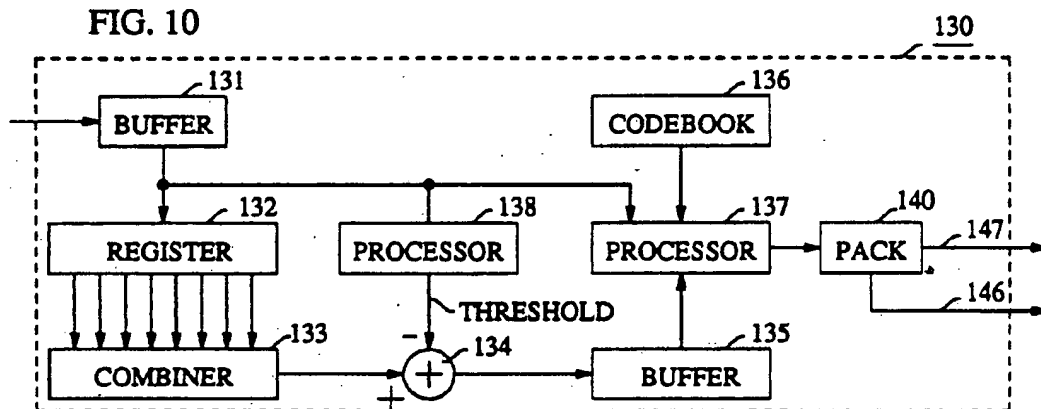 FIG. 10
130
131
BUFFER
136
CODEBOOK
132
REGISTER
138
PROCESSOR
137
PROCESSOR
140
PACK
147
146
THRESHOLD
133
COMBINER
-
+
134
+
135
BUFFER